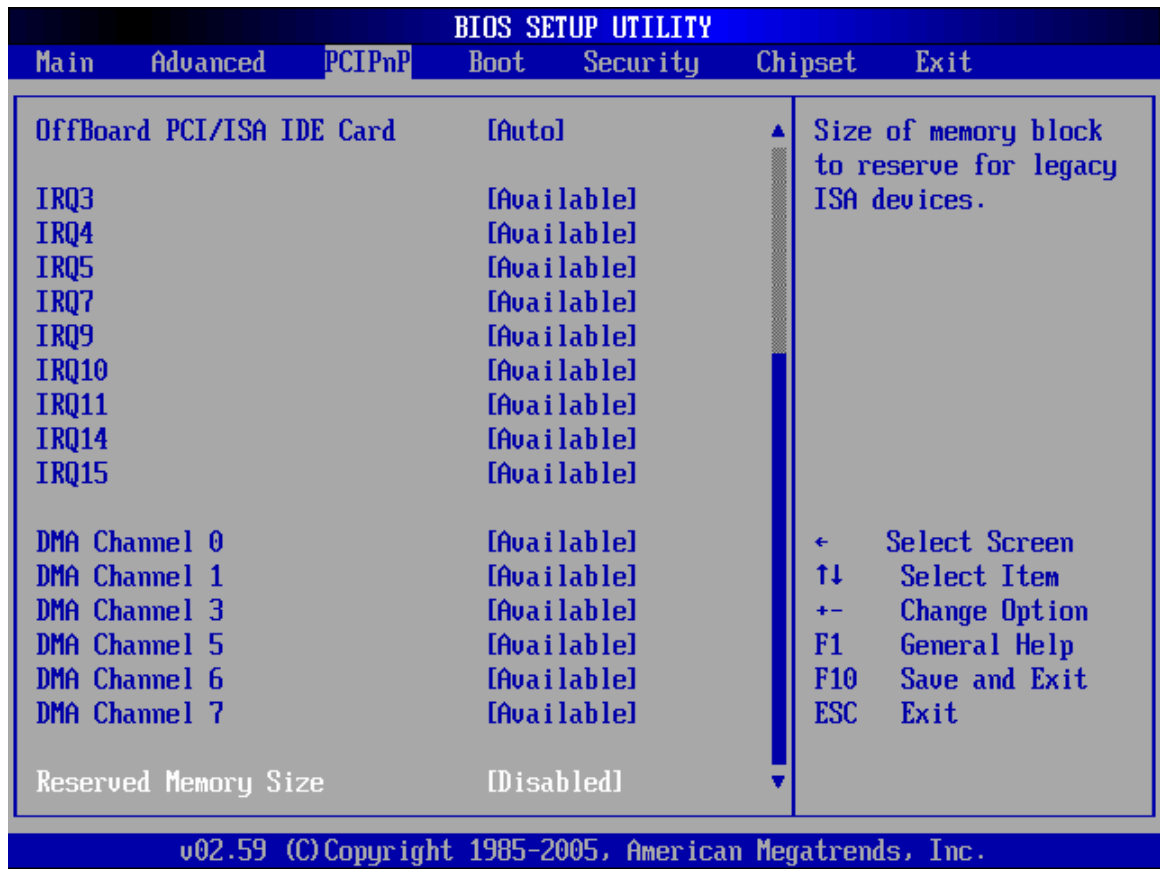 BIOS SETUP UTILITY
Main Advanced PCIPnP Boot Security Chipset Exit
OffBoard PCI/ISA IDE Card [Auto]
IRQ3 [Available]
IRQ4 [Available]
IRQ5 [Available]
IRQ7 [Available]
IRQ9 [Available]
IRQ10 [Available]
IRQ11 [Available]
IRQ14 [Available]
IRQ15 [Available]
DMA Channel 0 [Available]
DMA Channel 1 [Available]
DMA Channel 3 [Available]
DMA Channel 5 [Available]
DMA Channel 6 [Available]
DMA Channel 7 [Available]
Reserved Memory Size [Disabled]
Size of memory block
to reserve for legacy
ISA devices.
← Select Screen
↑↓ Select Item
+- Change Option
F1 General Help
F10 Save and Exit
ESC Exit
v02.59 (C)Copyright 1985-2005, American Megatrends, Inc.